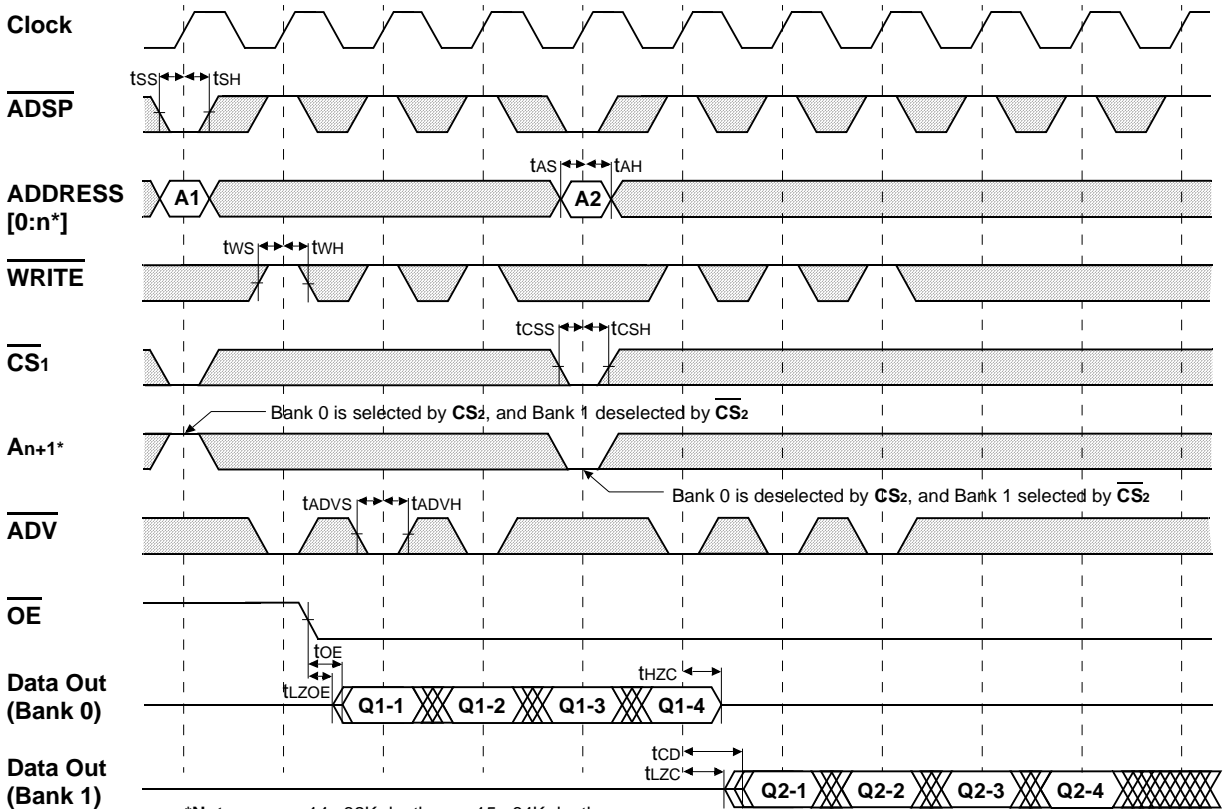 Clock
tSS tSH
ADSP
tAS tAH
ADDRESS
[0:n*]
A1 A2
tWS tWH
WRITE
tCSS tCSH
CS1
Bank 0 is selected by CS2, and Bank 1 deselected by CS2
An+1*
Bank 0 is deselected by CS2, and Bank 1 selected by CS2
tADVS tADVH
ADV
OE
tOE
tHZC
tLZOE
Data Out
(Bank 0)
Q1-1 Q1-2 Q1-3 Q1-4
tCD
tLZC
Data Out
(Bank 1)
Q2-1 Q2-2 Q2-3 Q2-4